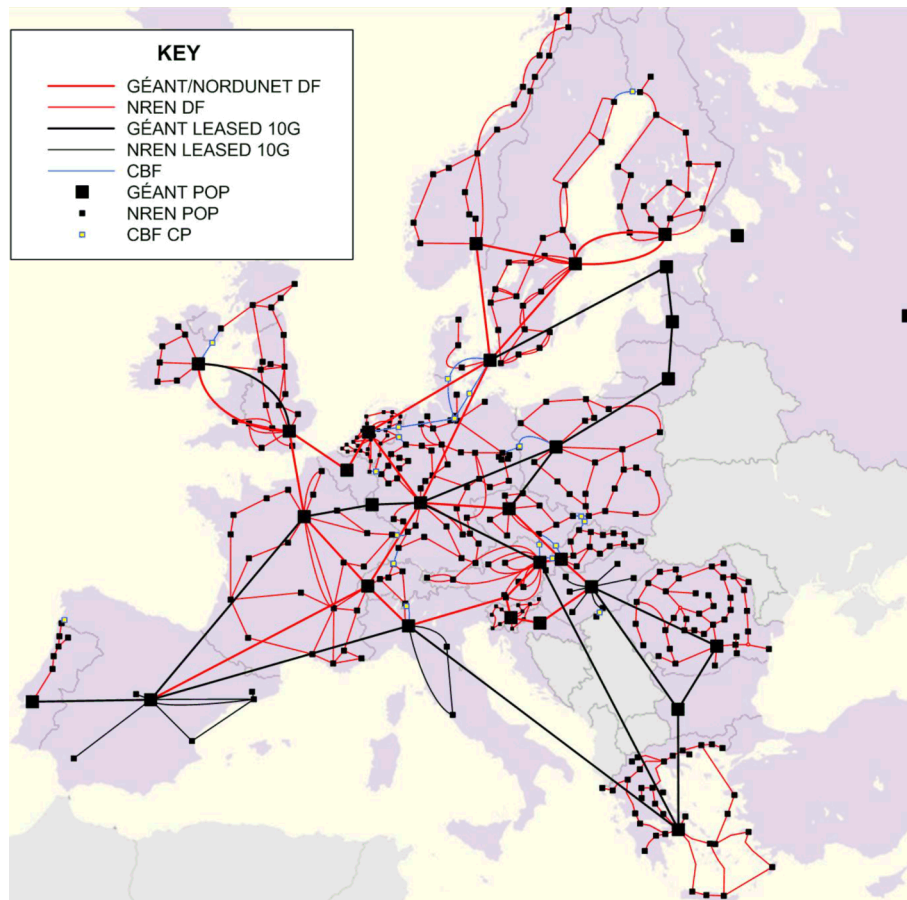 KEY
GÉANT/NORDUNET DF
NREN DF
GÉANT LEASED 10G
NREN LEASED 10G
CBF
GÉANT POP
NREN POP
CBF CP